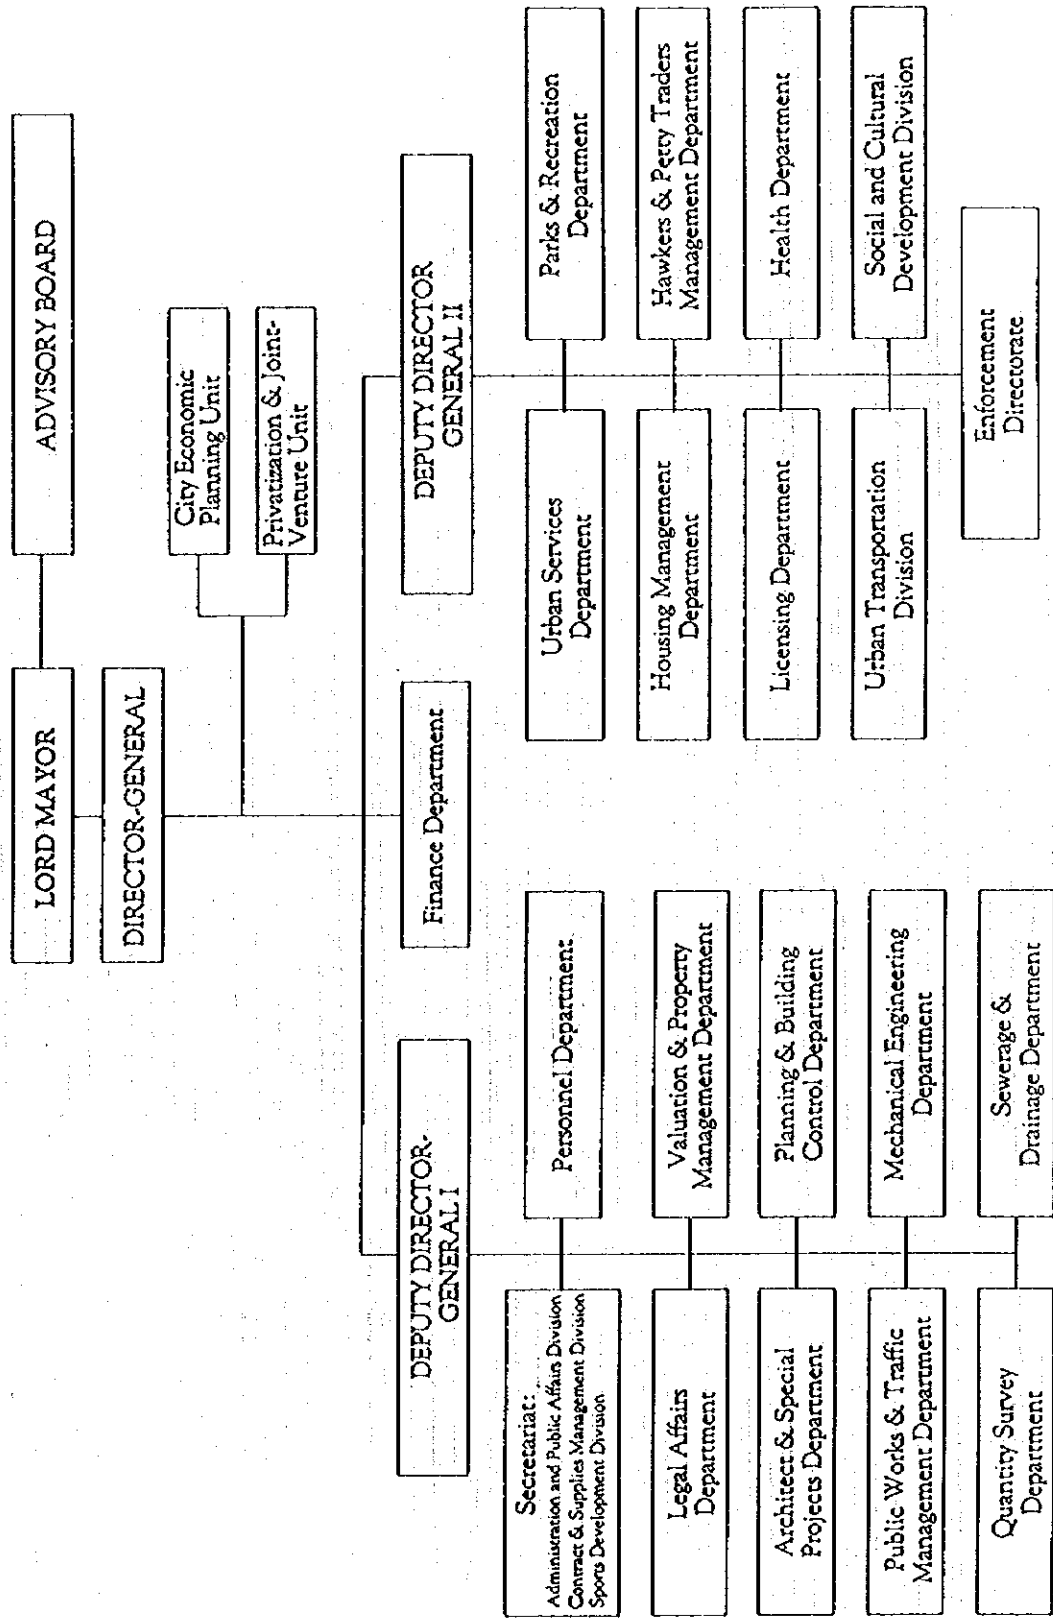 LORD MAYOR
ADVISORY BOARD
DIRECTOR-GENERAL
City Economic
Planning Unit
Privatization & Joint-
Venture Unit
DEPUTY DIRECTOR-
GENERAL I
Finance Department
DEPUTY DIRECTOR
GENERAL II
Secretariat:
Administration and Public Affairs Division
Contract & Supplies Management Division
Sports Development Division
Personnel Department
Legal Affairs
Department
Valuation & Property
Management Department
Architect & Special
Projects Department
Planning & Building
Control Department
Public Works & Traffic
Management Department
Mechanical Engineering
Department
Quantity Survey
Department
Sewerage &
Drainage Department
Urban Services
Department
Parks & Recreation
Department
Housing Management
Department
Hawkers & Petty Traders
Management Department
Licensing Department
Health Department
Urban Transportation
Division
Social and Cultural
Development Division
Enforcement
Directorate